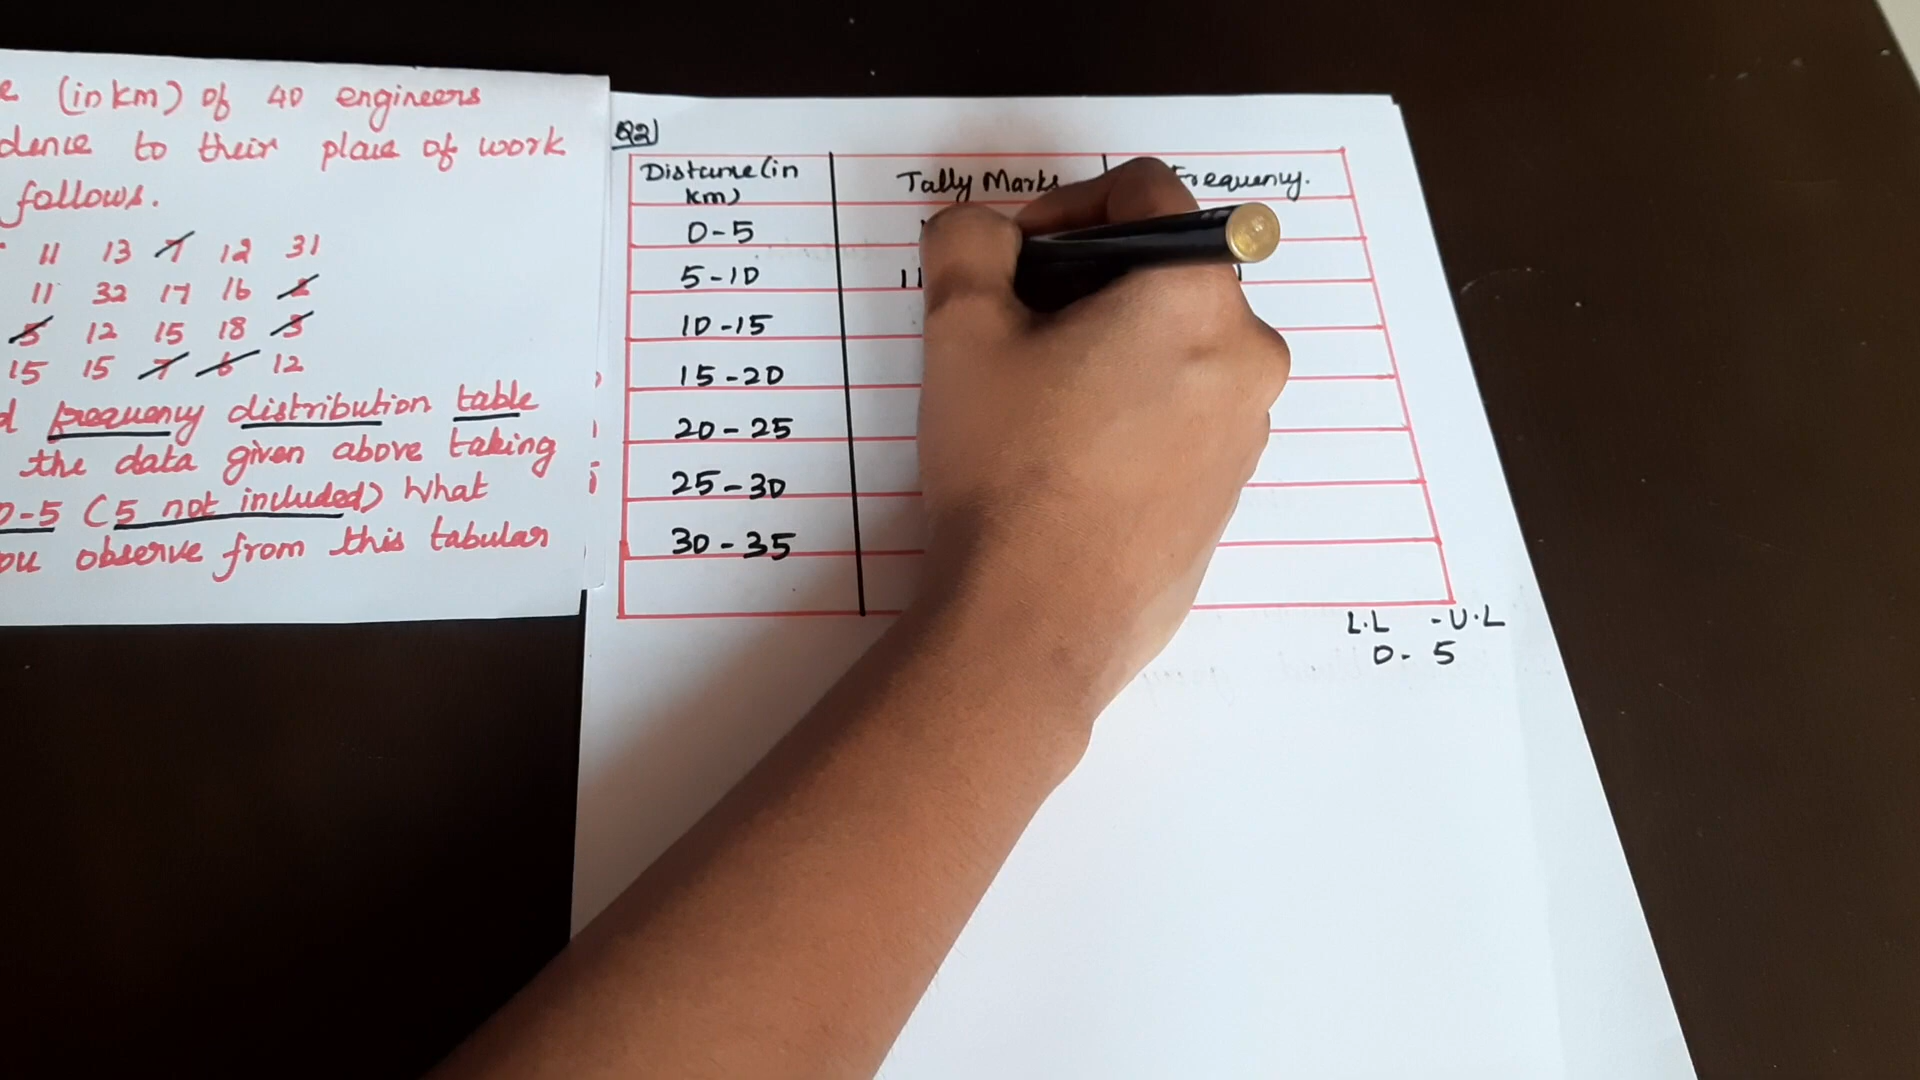 (in km) of 40 engineers
to their place of work
follows.
11 13 7 12 31
11 32 17 16 2
5 12 15 18 3
15 15 7 6 12
frequency distribution table
the data given above taking
0-5 (5 not included) What
observe from this tabular
Q2)
Distance (in km) Tally Marks Frequency.
0-5
5-10
10-15
15-20
20-25
25-30
30-35
L.L - U.L
0- 5